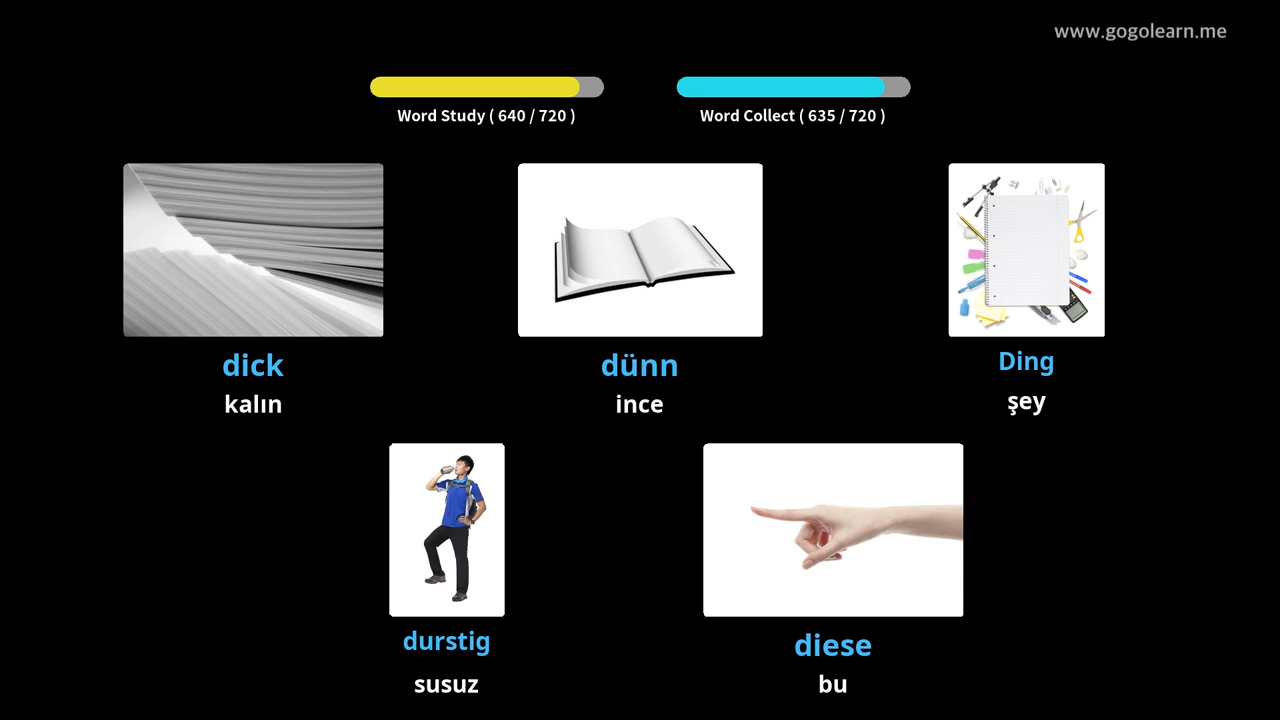 www.gogolearn.me
Word Study ( 640 / 720 )
Word Collect ( 635 / 720 )
dick
kalın
dünn
ince
Ding
şey
durstig
susuz
diese
bu